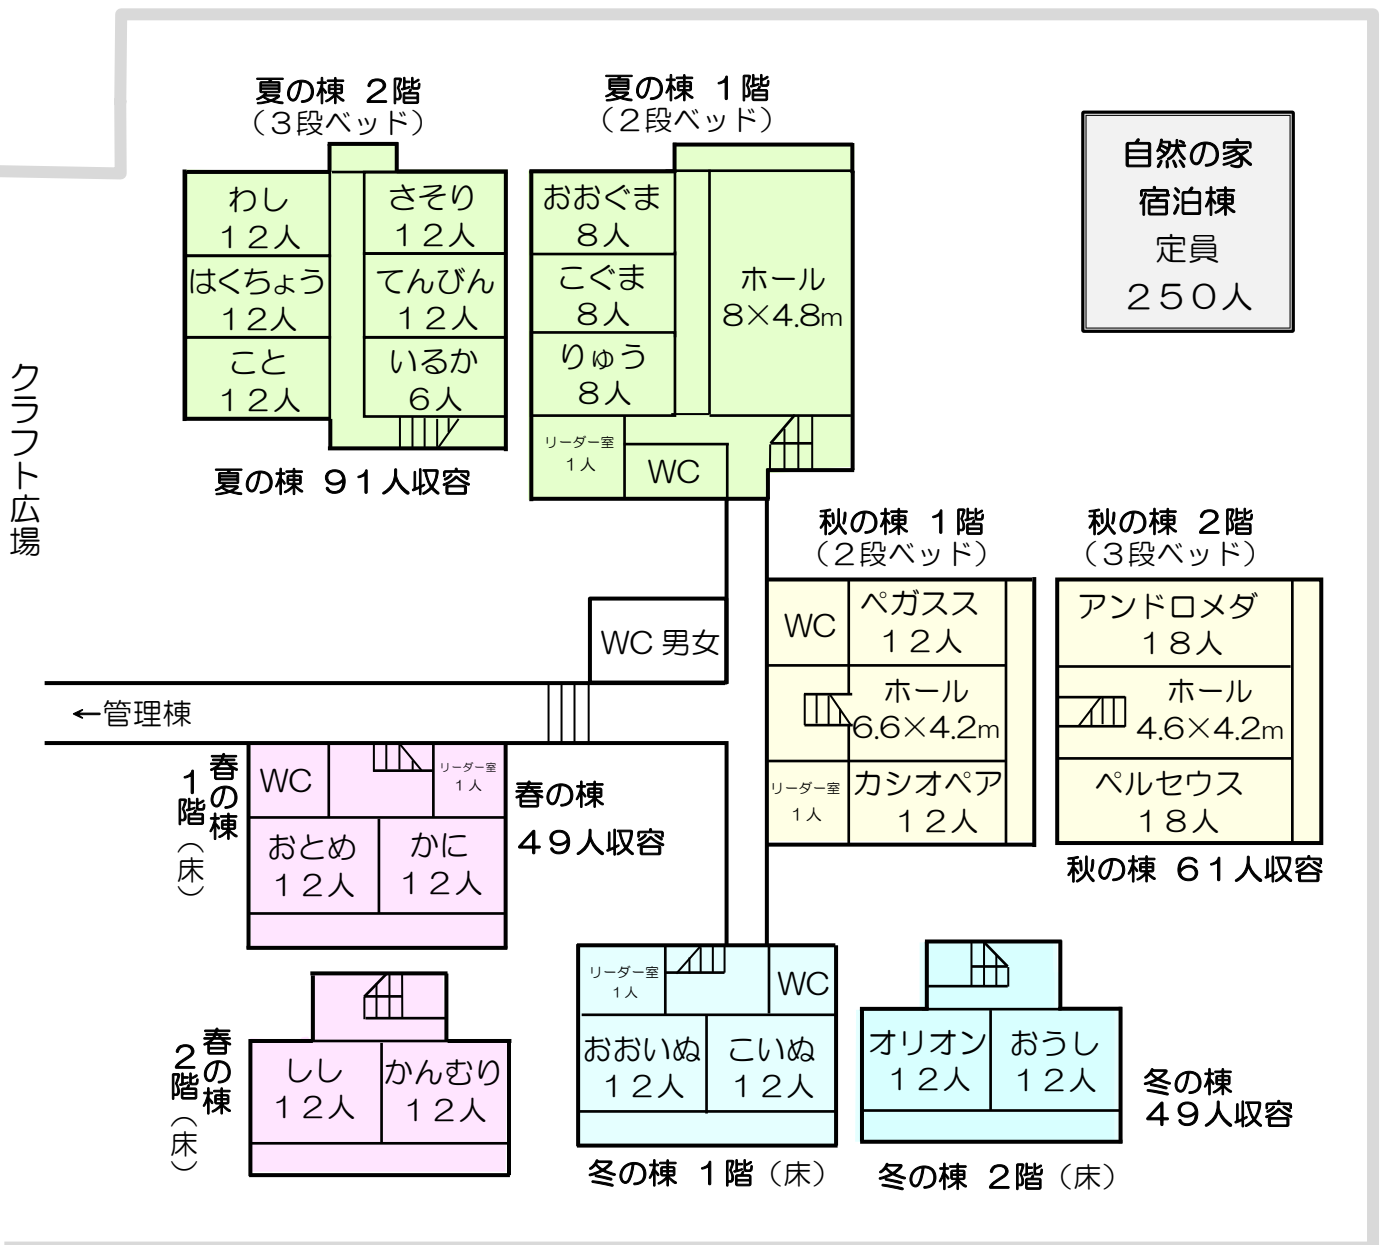 夏の棟 ２階
（３段ベッド）
わし
１２人
さそり
１２人
はくちょう
１２人
てんびん
１２人
こと
１２人
いるか
６人
夏の棟 ９１人収容
夏の棟 １階
（２段ベッド）
おおぐま
８人
こぐま
８人
りゅう
８人
ホール
8×4.8m
リーダー室
１人
WC
自然の家
宿泊棟
定員
２５０人
クラフト広場
WC 男女
←管理棟
秋の棟 １階
（２段ベッド）
WC
ペガスス
１２人
ホール
6.6×4.2m
リーダー室
１人
カシオペア
１２人
秋の棟 ２階
（３段ベッド）
アンドロメダ
１８人
ホール
4.6×4.2m
ペルセウス
１８人
秋の棟 ６１人収容
春の棟
１階（床）
WC
リーダー室
１人
おとめ
１２人
かに
１２人
春の棟
４９人収容
春の棟
２階（床）
しし
１２人
かんむり
１２人
リーダー室
１人
WC
おおいぬ
１２人
こいぬ
１２人
冬の棟 １階（床）
オリオン
１２人
おうし
１２人
冬の棟 ２階（床）
冬の棟
４９人収容